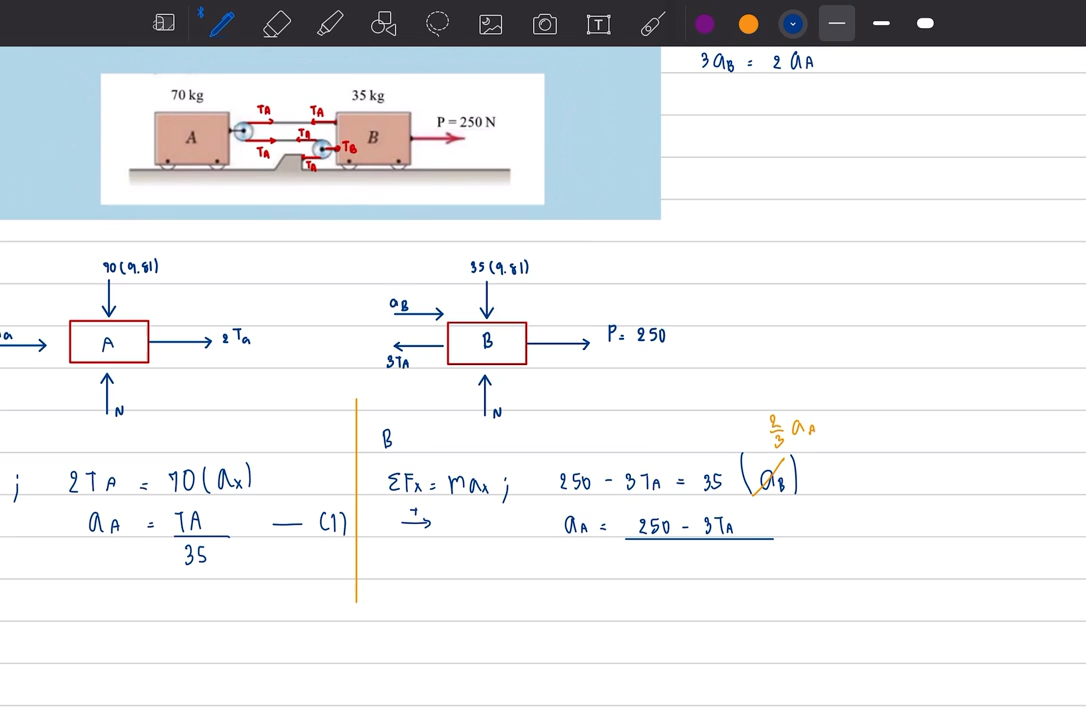 T
3aB = 2aA
70 kg
35 kg
P = 250 N
TA
TA
TA
TA
TB
TA
A
B
70(9.81)
A
2Ta
N
35(9.81)
aB
B
P = 250
3TA
N
B
2/3 aA
; 2TA = 70(ax)
ΣFx = max ; 250 - 3TA = 35 (aB)
+→
aA = TA/35 — (1)
aA = 250 - 3TA